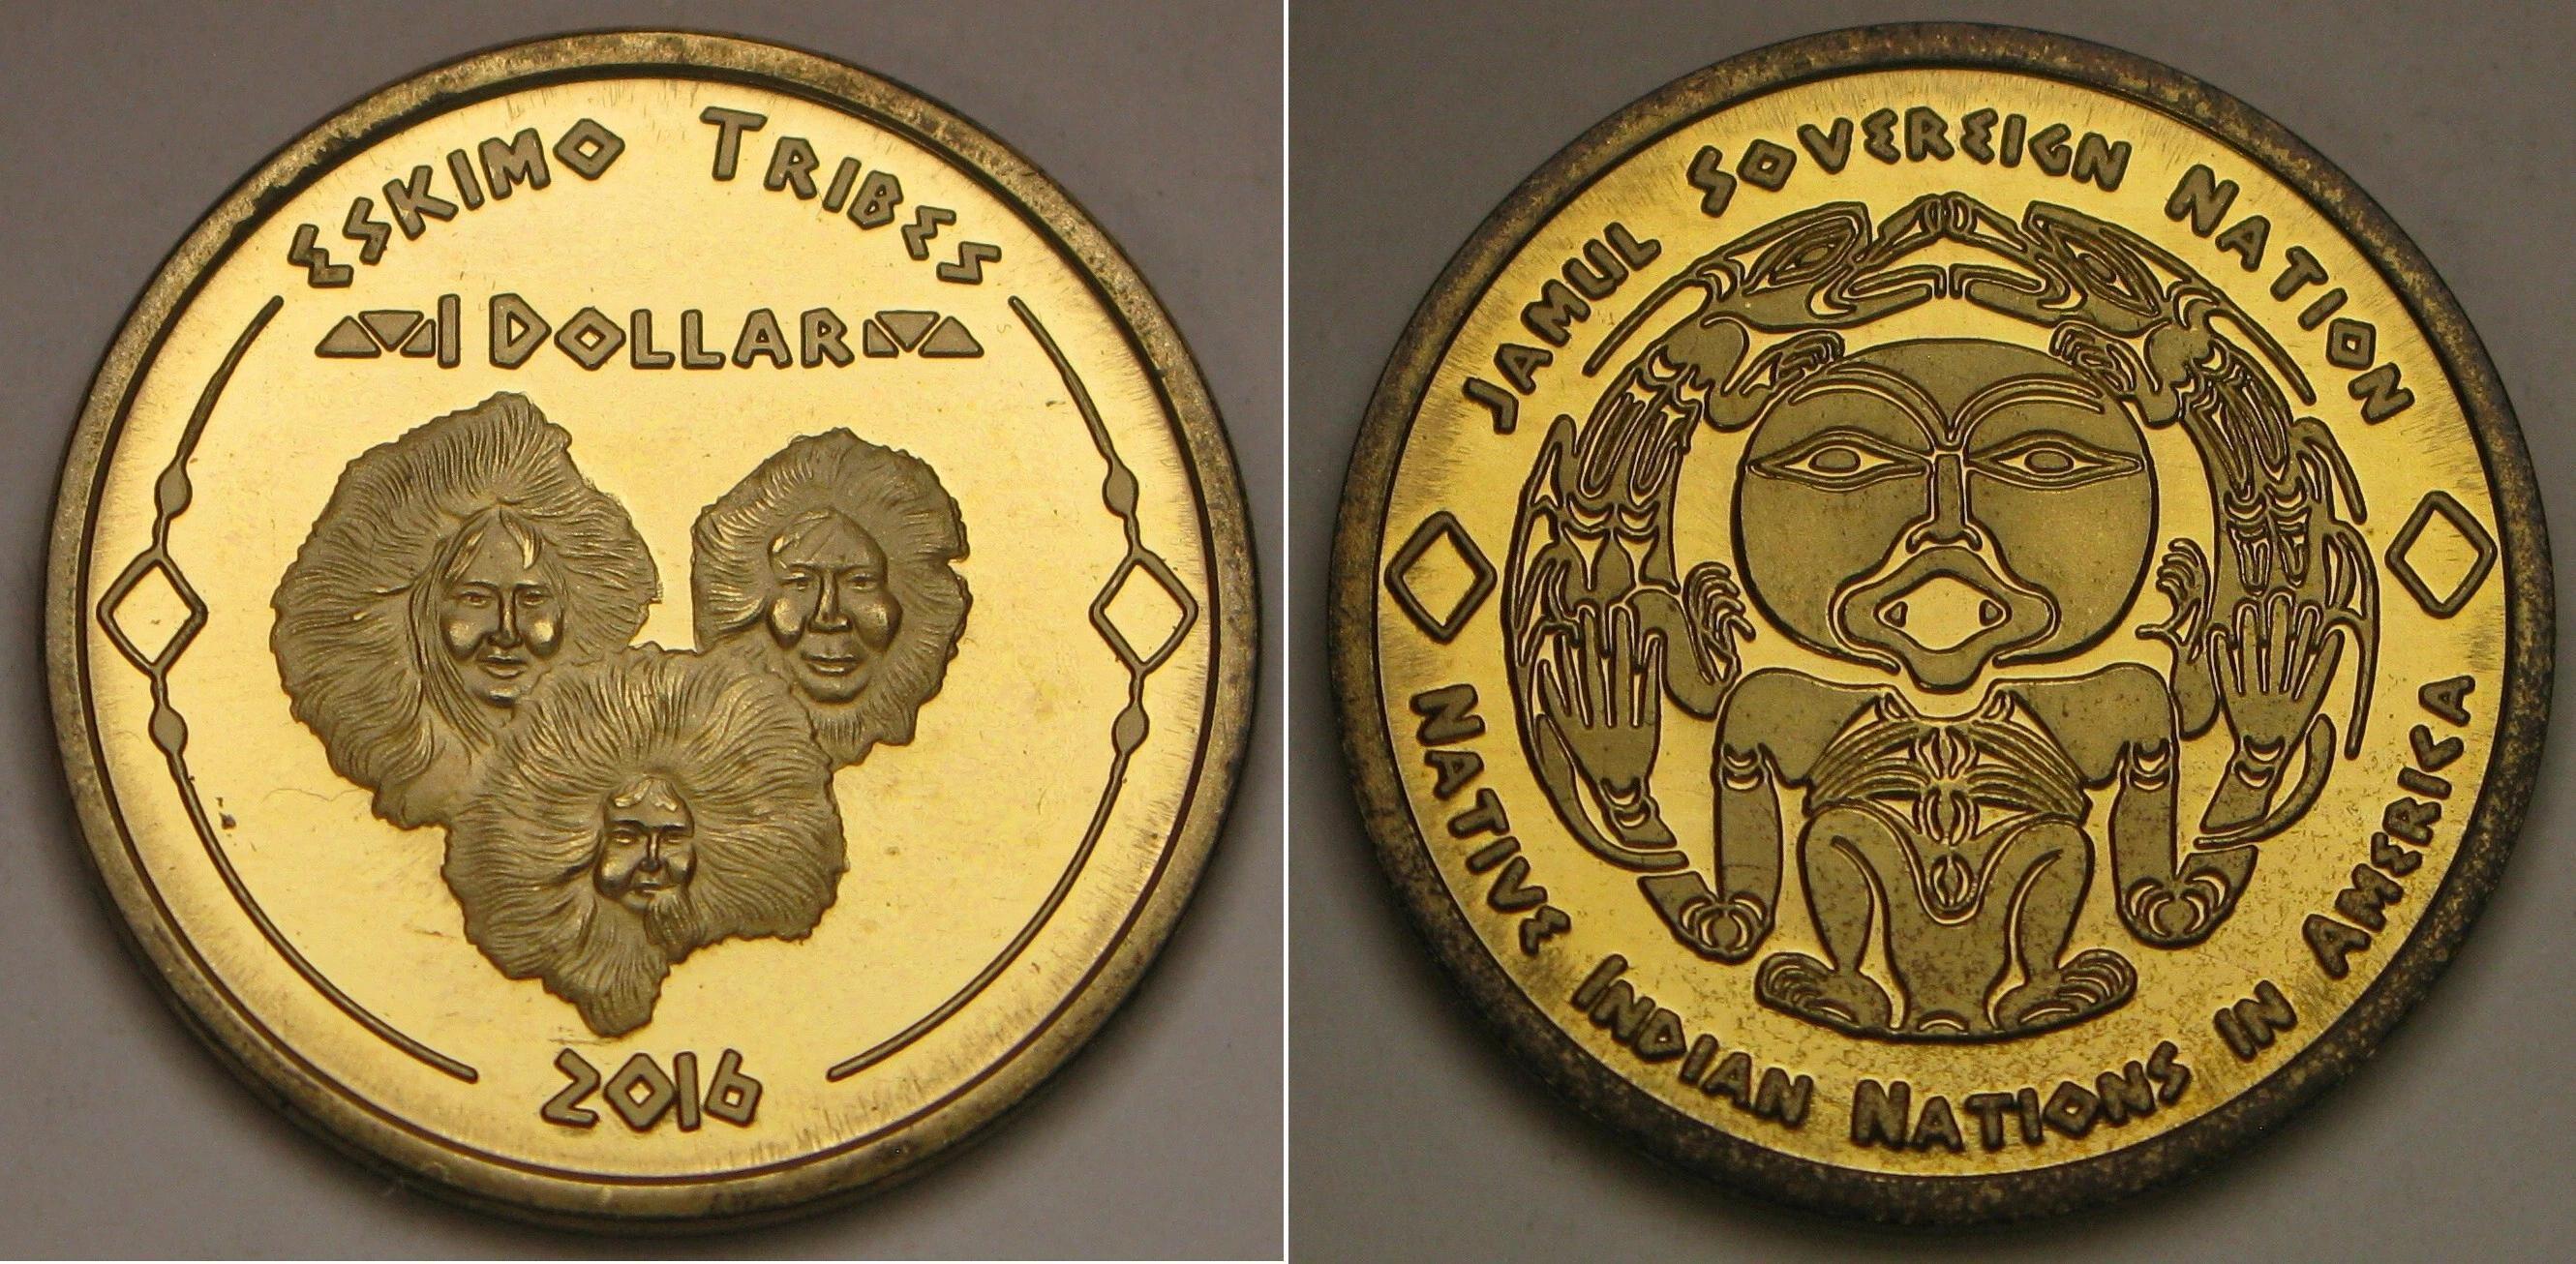 ESKIMO TRIBES
1 DOLLAR
2016
JAMUL SOVEREIGN NATION
NATIVE INDIAN NATIONS IN AMERICA